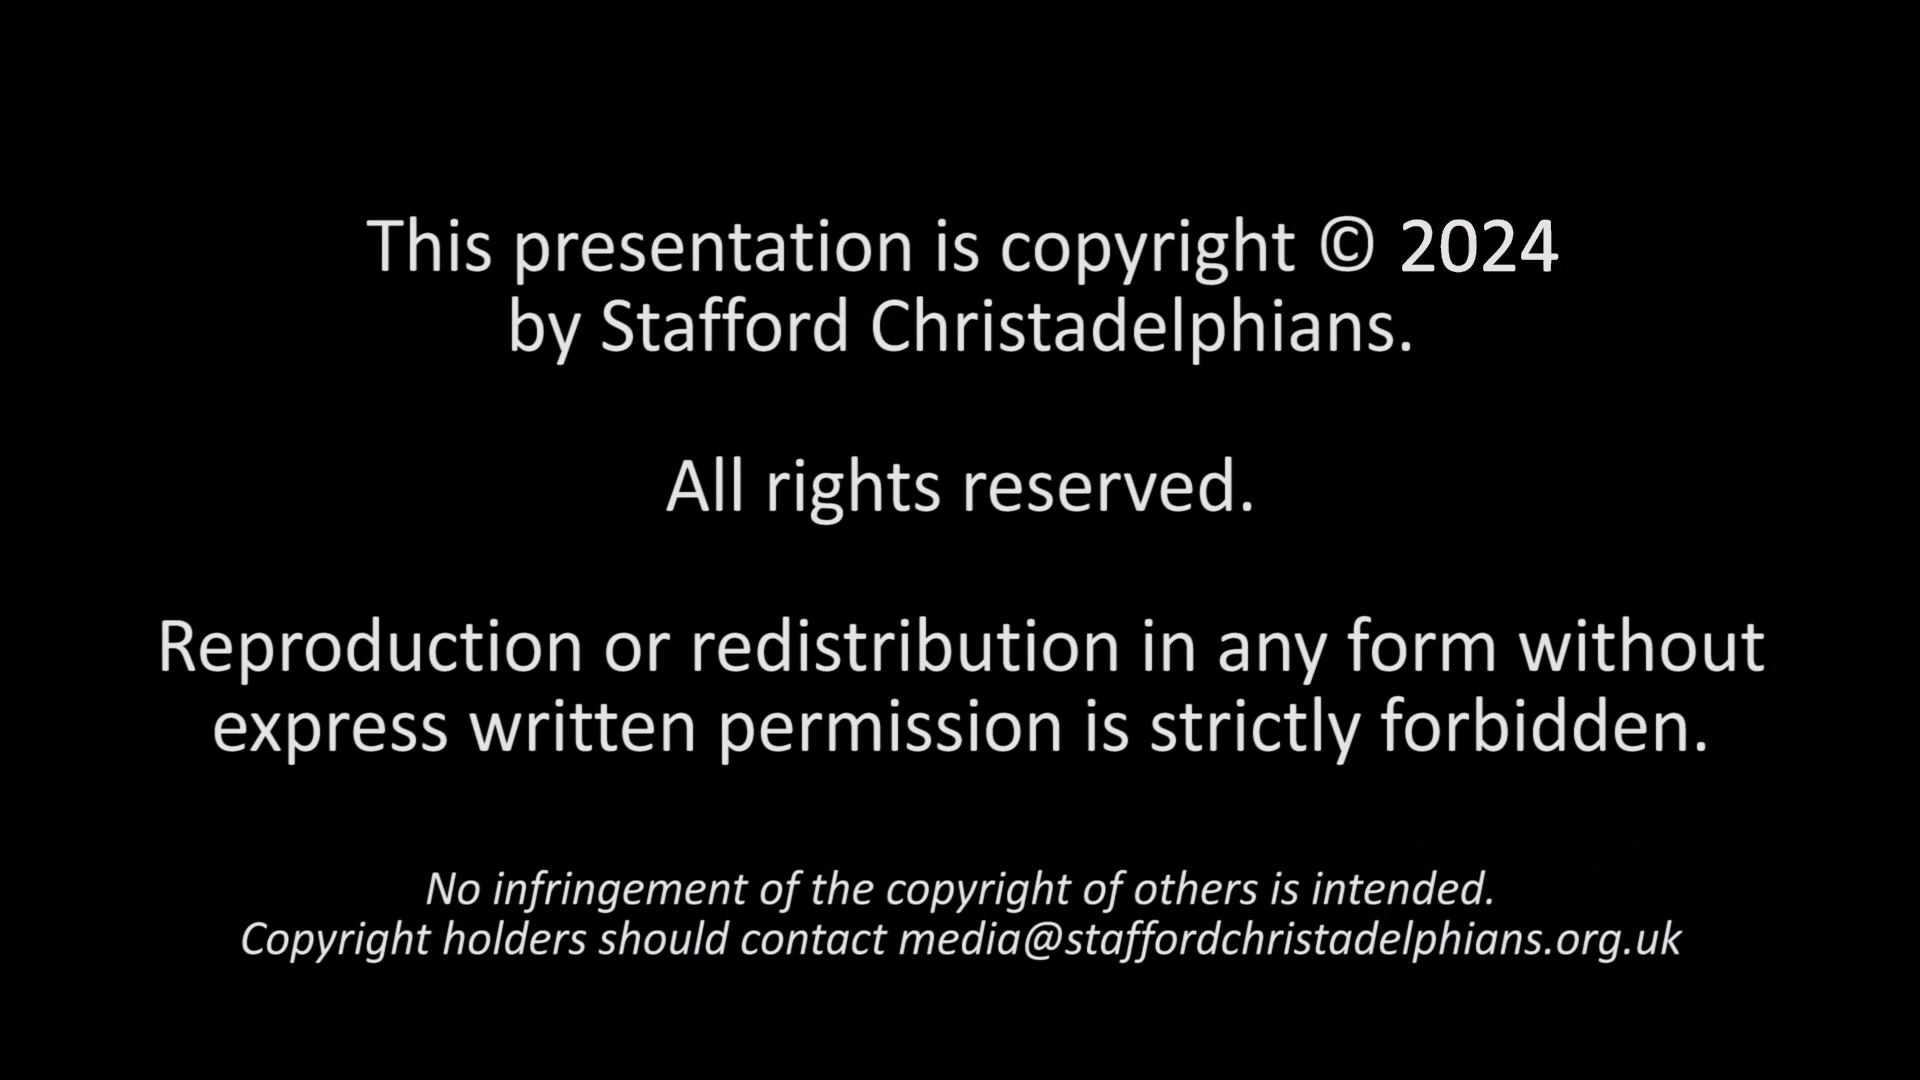 This presentation is copyright © 2024
by Stafford Christadelphians.
All rights reserved.
Reproduction or redistribution in any form without
express written permission is strictly forbidden.
No infringement of the copyright of others is intended.
Copyright holders should contact media@staffordchristadelphians.org.uk